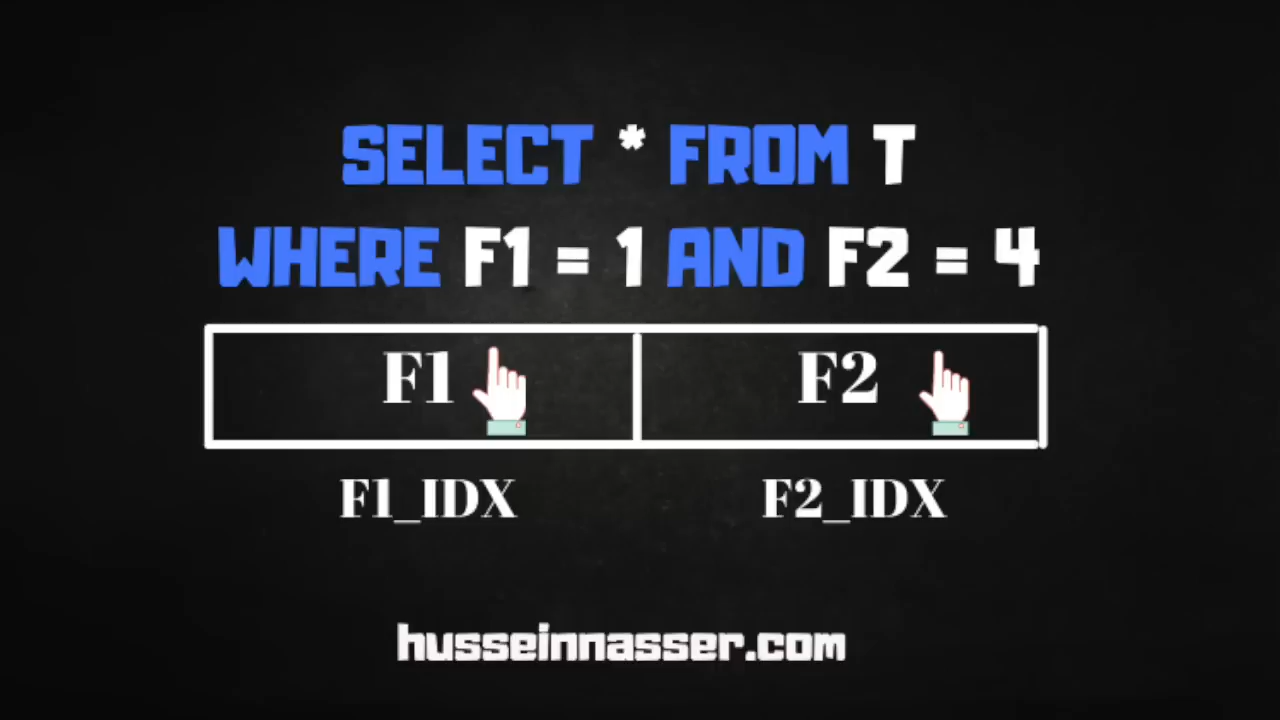 SELECT * FROM T
WHERE F1 = 1 AND F2 = 4
F1 F2
F1_IDX F2_IDX
husseinnasser.com